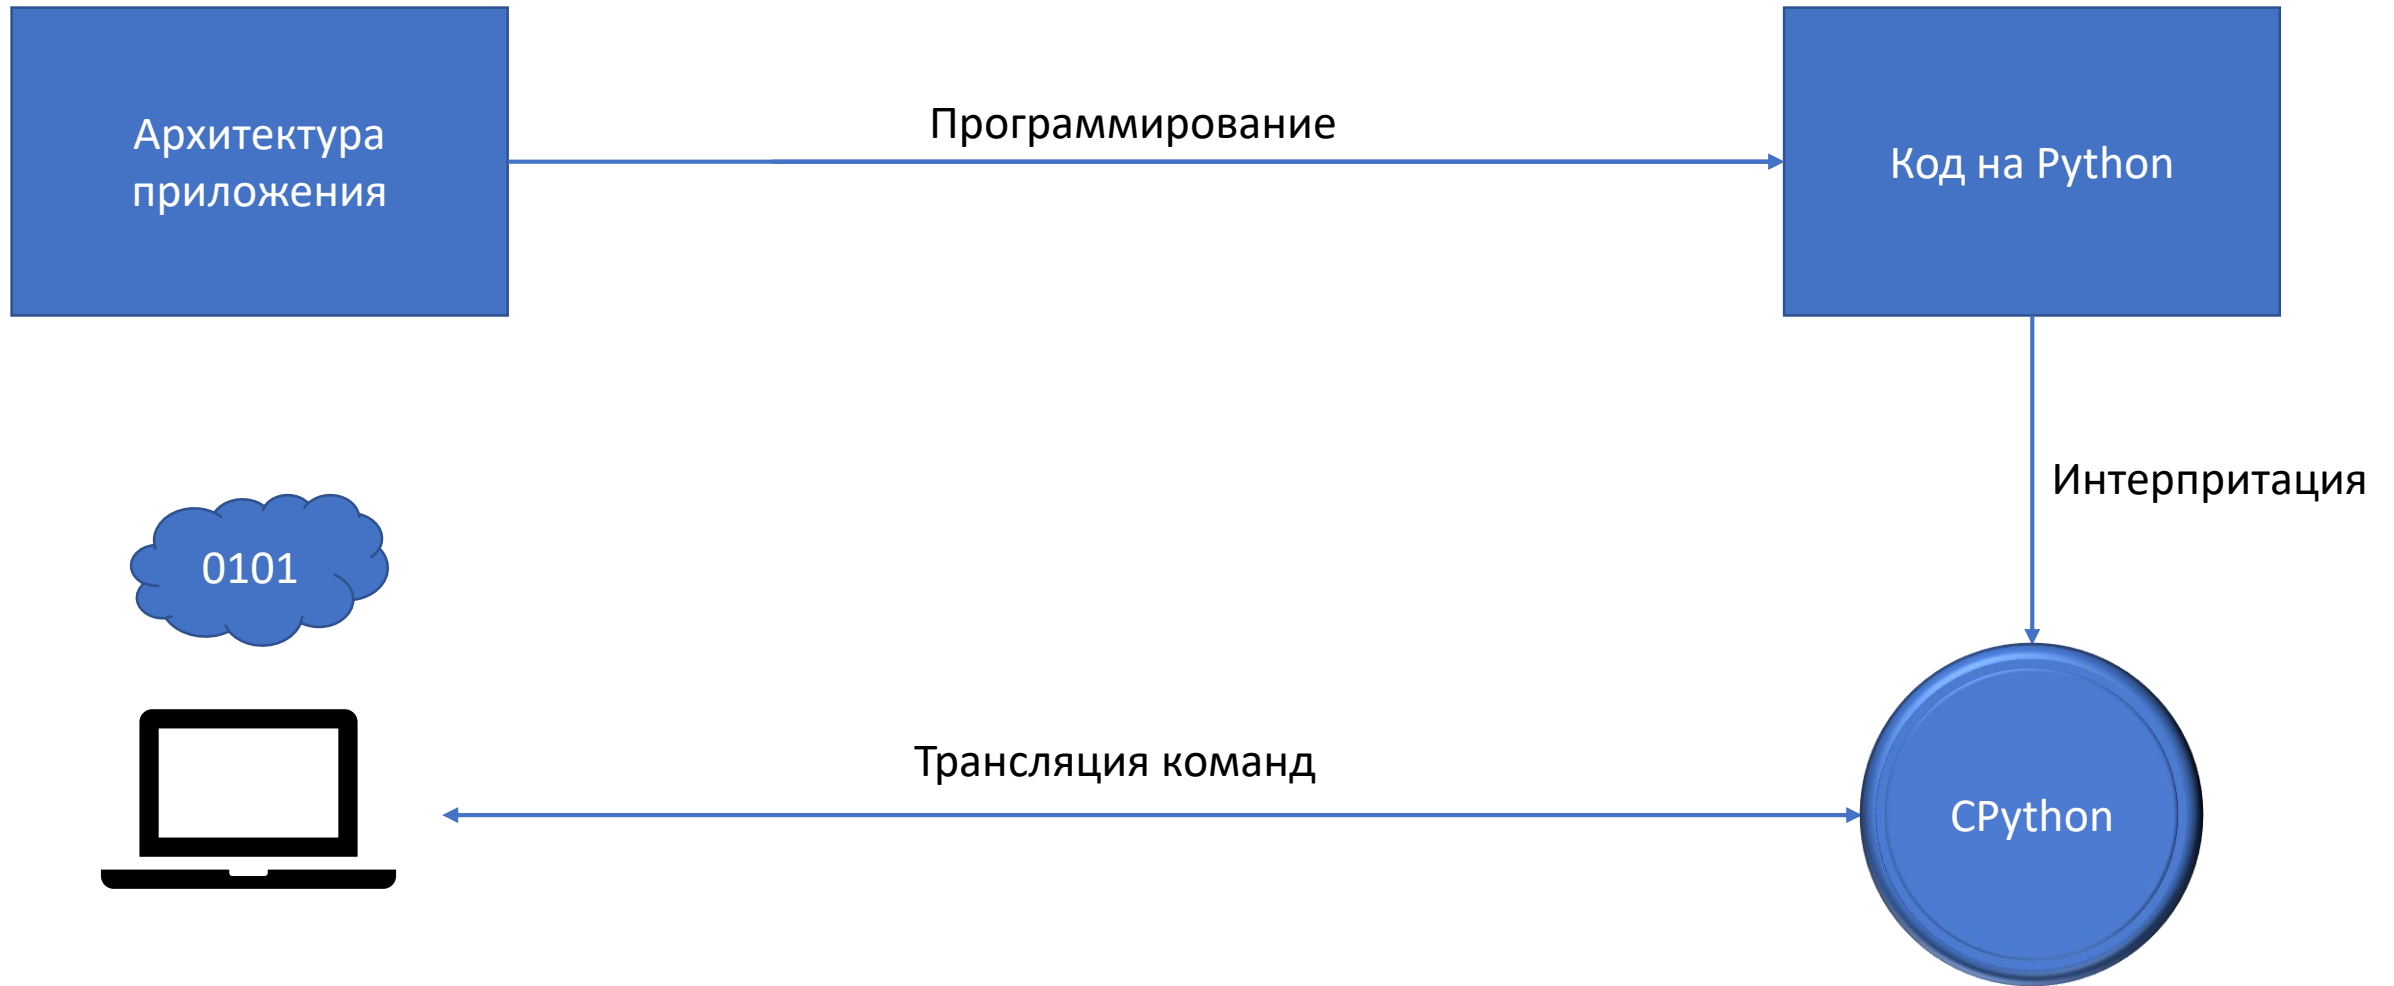 Архитектура
приложения
Программирование
Код на Python
Интерпритация
0101
Трансляция команд
CPython